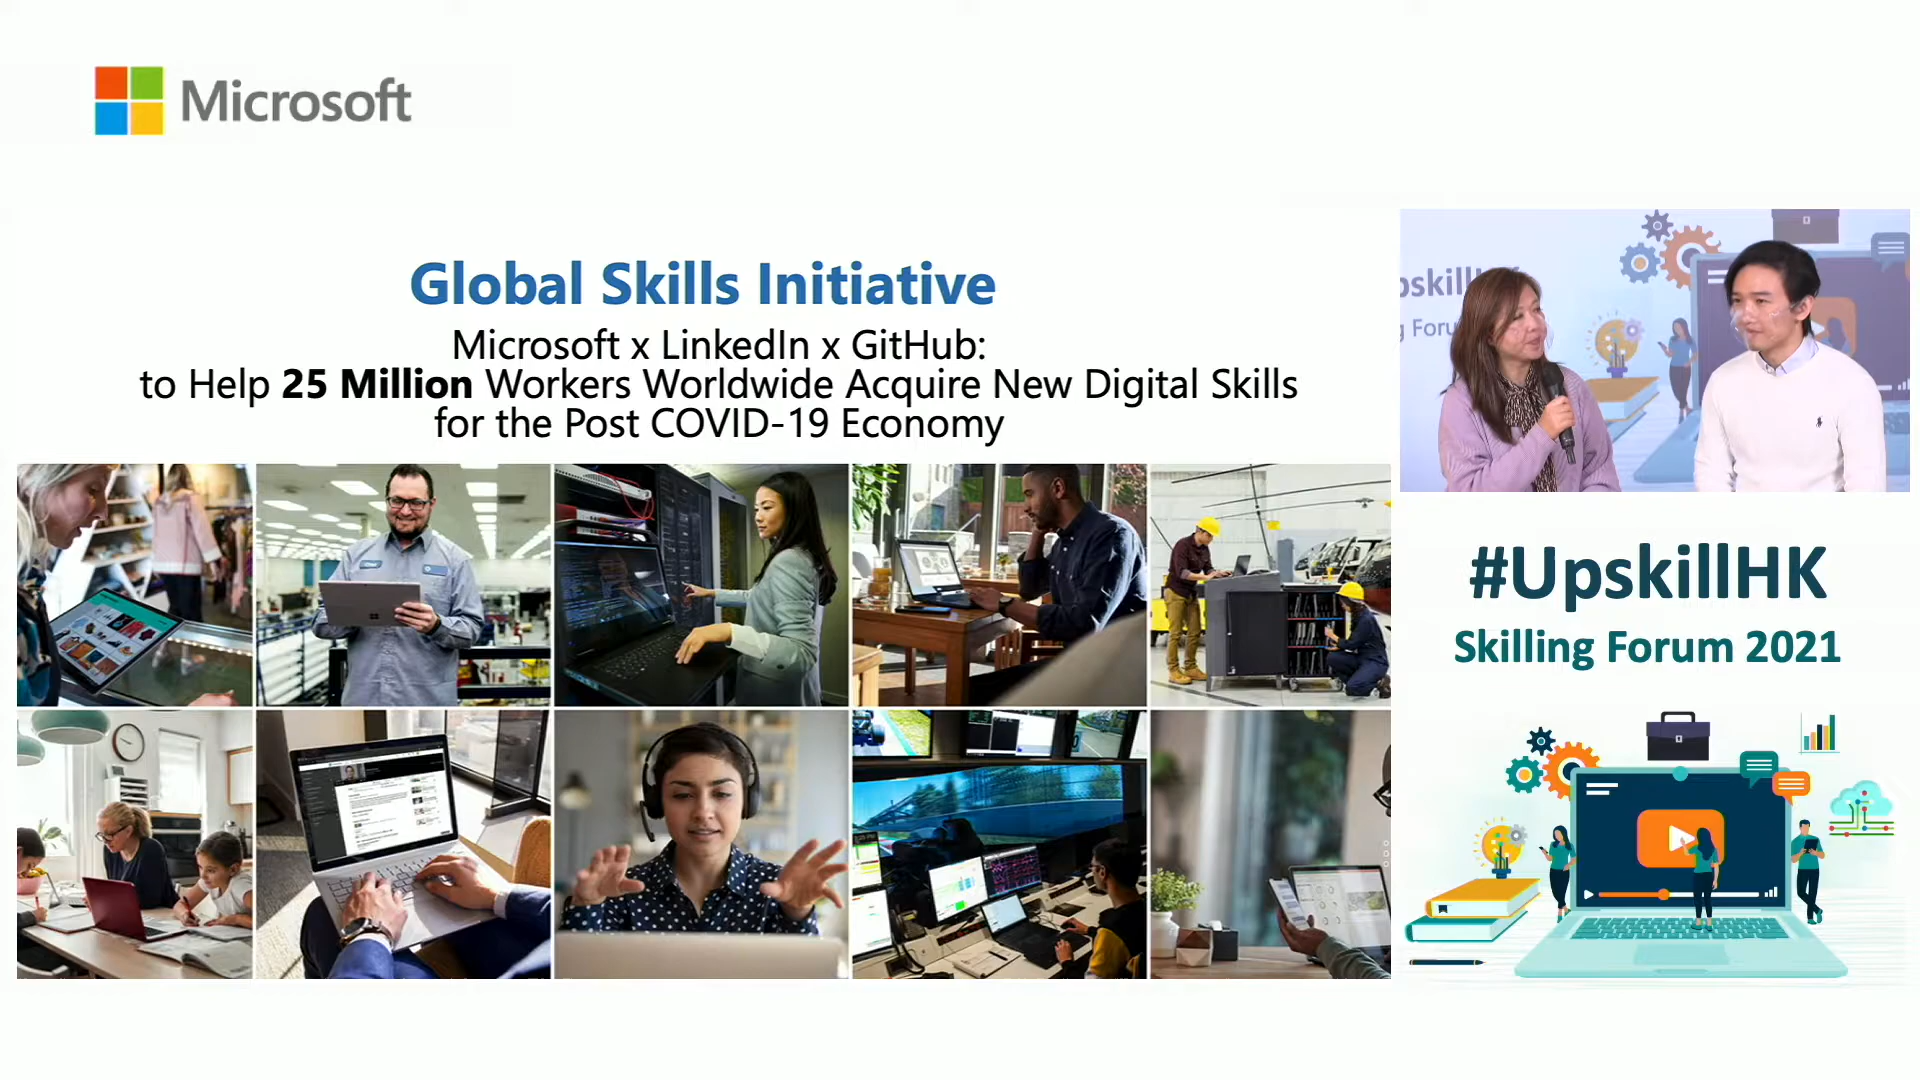 Microsoft
Global Skills Initiative
Microsoft x LinkedIn x GitHub:
to Help 25 Million Workers Worldwide Acquire New Digital Skills
for the Post COVID-19 Economy
#UpskillHK
Skilling Forum 2021